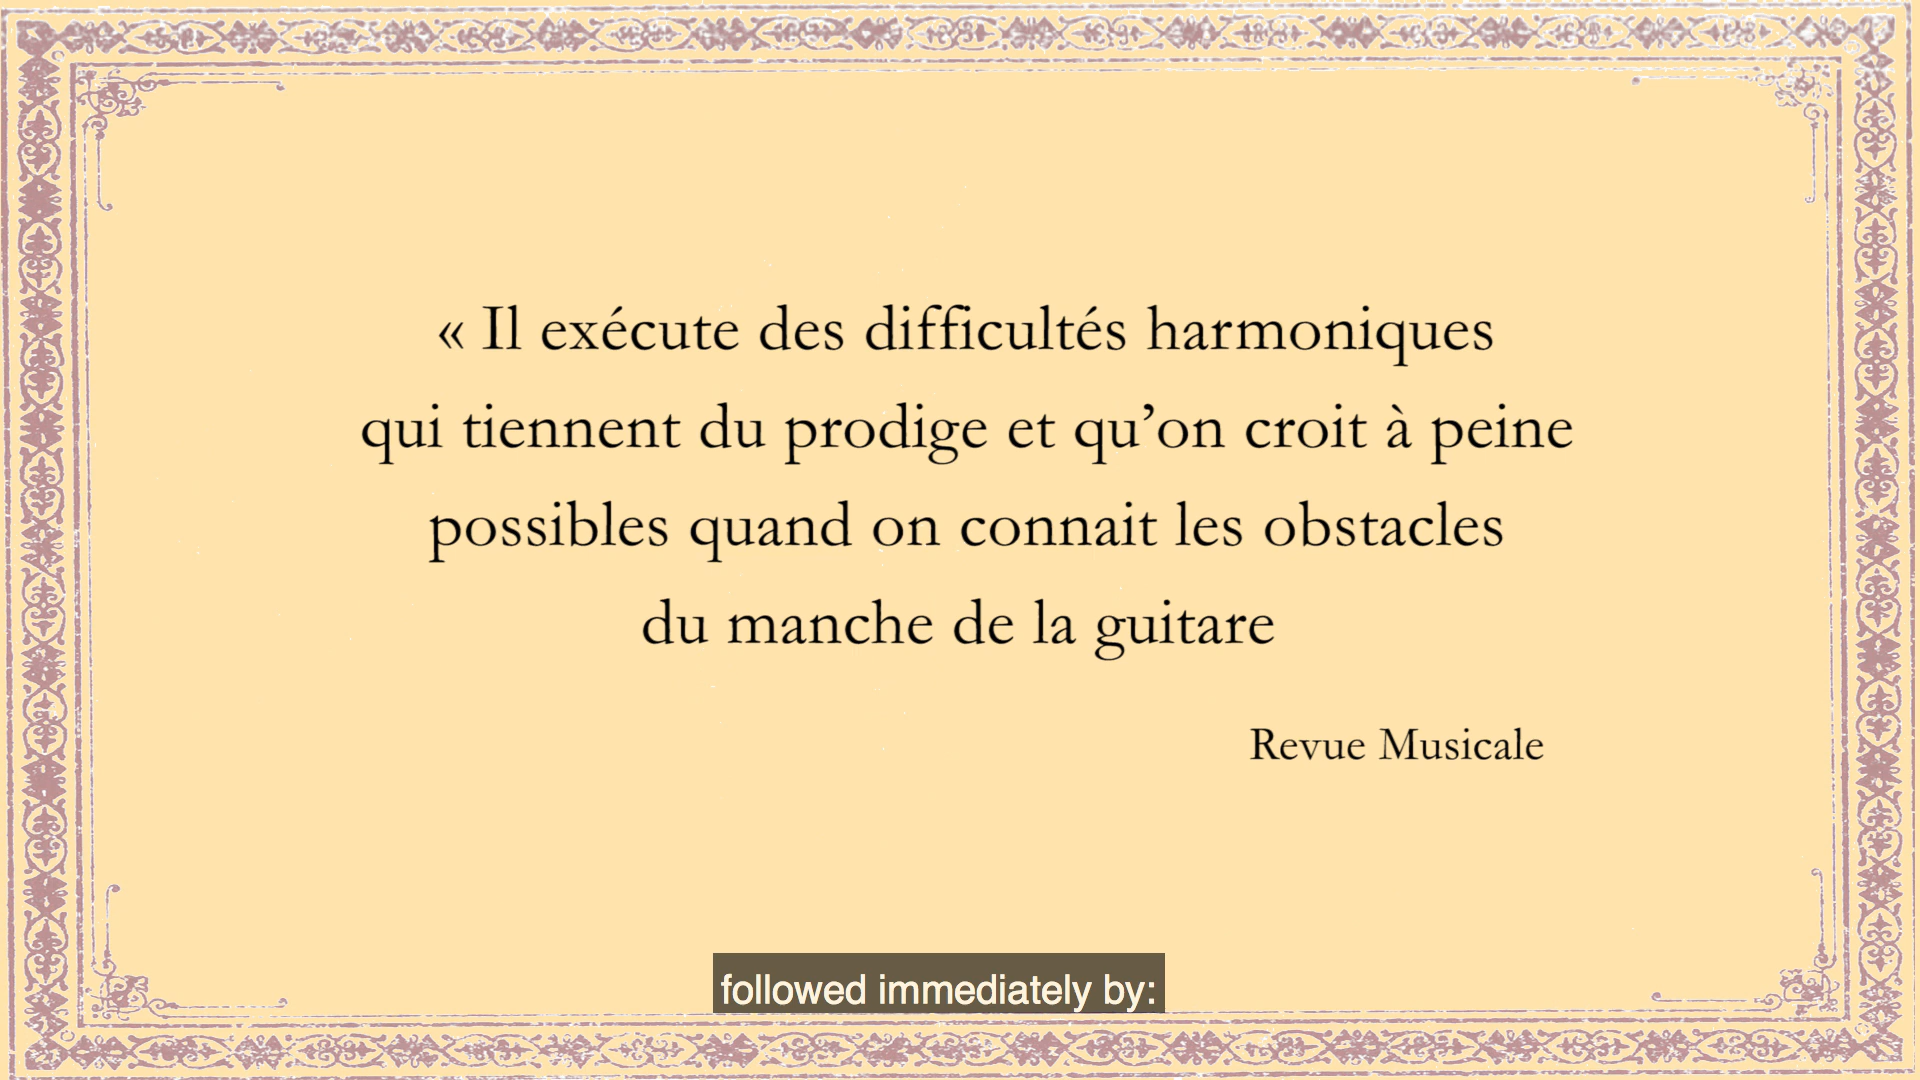 « Il exécute des difficultés harmoniques
qui tiennent du prodige et qu’on croit à peine
possibles quand on connait les obstacles
du manche de la guitare
Revue Musicale
followed immediately by: